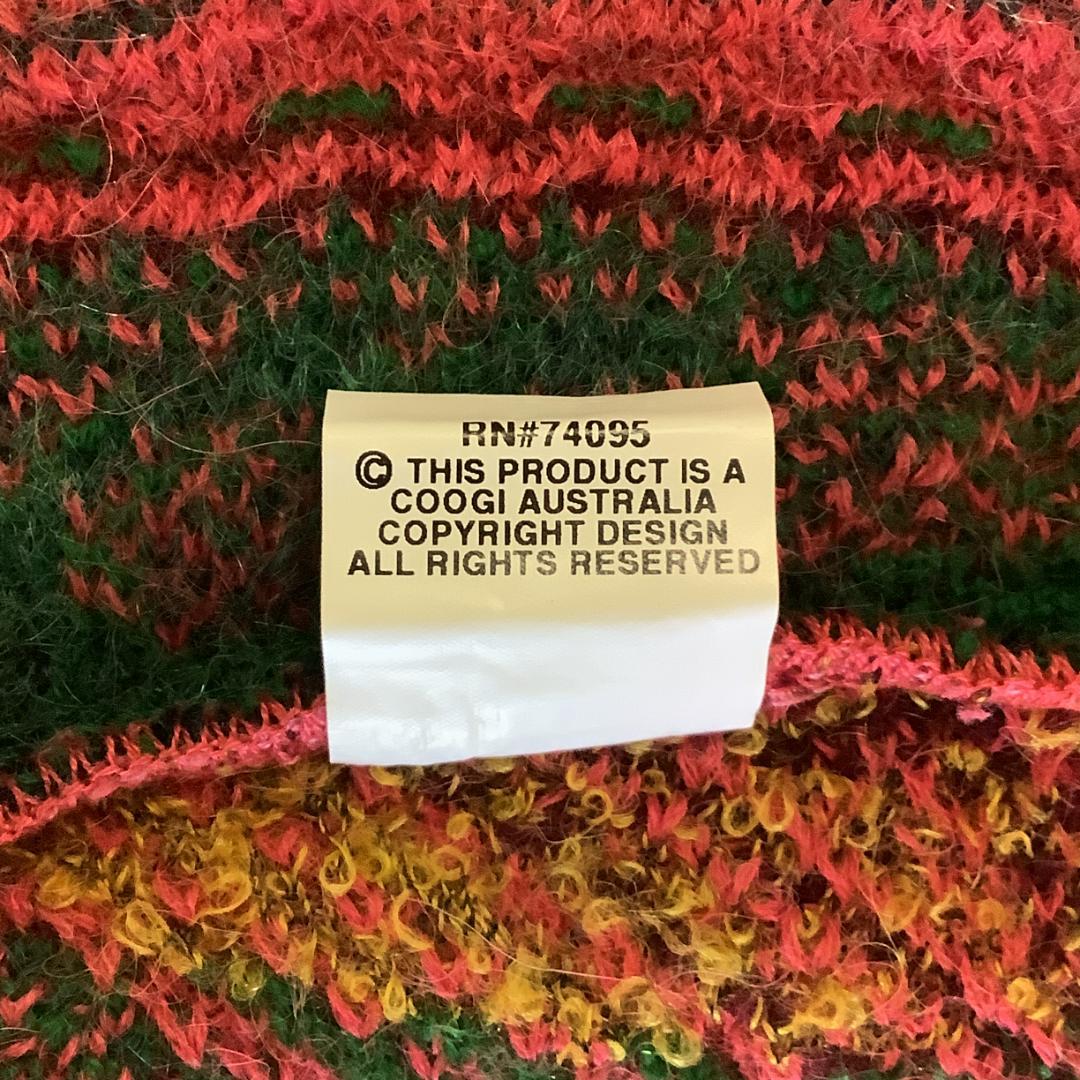 RN#74095
© THIS PRODUCT IS A
COOGI AUSTRALIA
COPYRIGHT DESIGN
ALL RIGHTS RESERVED